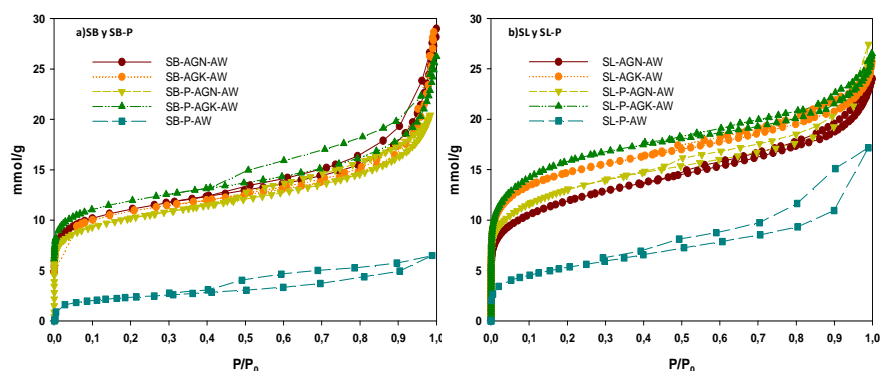 a)SB y SB-P
SB-AGN-AW
SB-AGK-AW
SB-P-AGN-AW
SB-P-AGK-AW
SB-P-AW
mmol/g
30
25
20
15
10
5
0
0,0 0,1 0,2 0,3 0,4 0,5 0,6 0,7 0,8 0,9 1,0
P/P0
b)SL y SL-P
SL-AGN-AW
SL-AGK-AW
SL-P-AGN-AW
SL-P-AGK-AW
SL-P-AW
mmol/g
30
25
20
15
10
5
0
0,0 0,1 0,2 0,3 0,4 0,5 0,6 0,7 0,8 0,9 1,0
P/P0